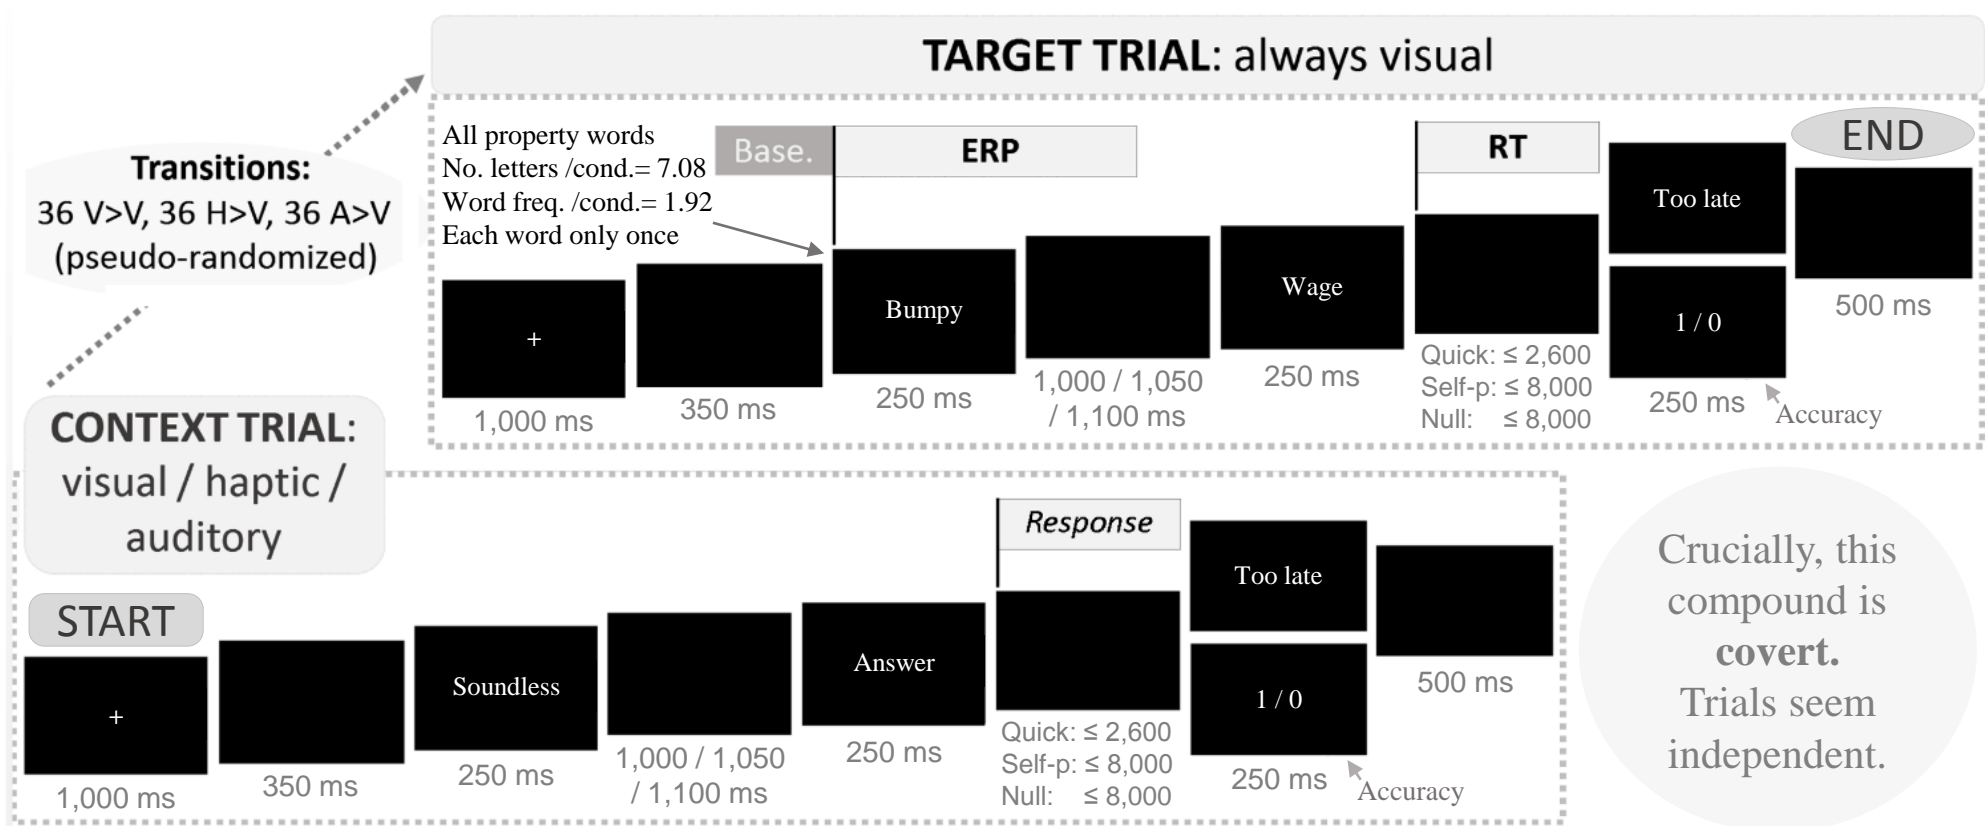 TARGET TRIAL: always visual
Transitions:
36 V>V, 36 H>V, 36 A>V
(pseudo-randomized)
All property words
No. letters /cond.= 7.08
Word freq. /cond.= 1.92
Each word only once
Base.
ERP
RT
END
+
1,000 ms
350 ms
Bumpy
250 ms
1,000 / 1,050
/ 1,100 ms
Wage
250 ms
Quick: ≤ 2,600
Self-p: ≤ 8,000
Null: ≤ 8,000
Too late
1 / 0
250 ms
Accuracy
500 ms
CONTEXT TRIAL:
visual / haptic /
auditory
START
+
1,000 ms
350 ms
Soundless
250 ms
1,000 / 1,050
/ 1,100 ms
Answer
250 ms
Response
Quick: ≤ 2,600
Self-p: ≤ 8,000
Null: ≤ 8,000
Too late
1 / 0
250 ms
Accuracy
500 ms
Crucially, this
compound is
covert.
Trials seem
independent.